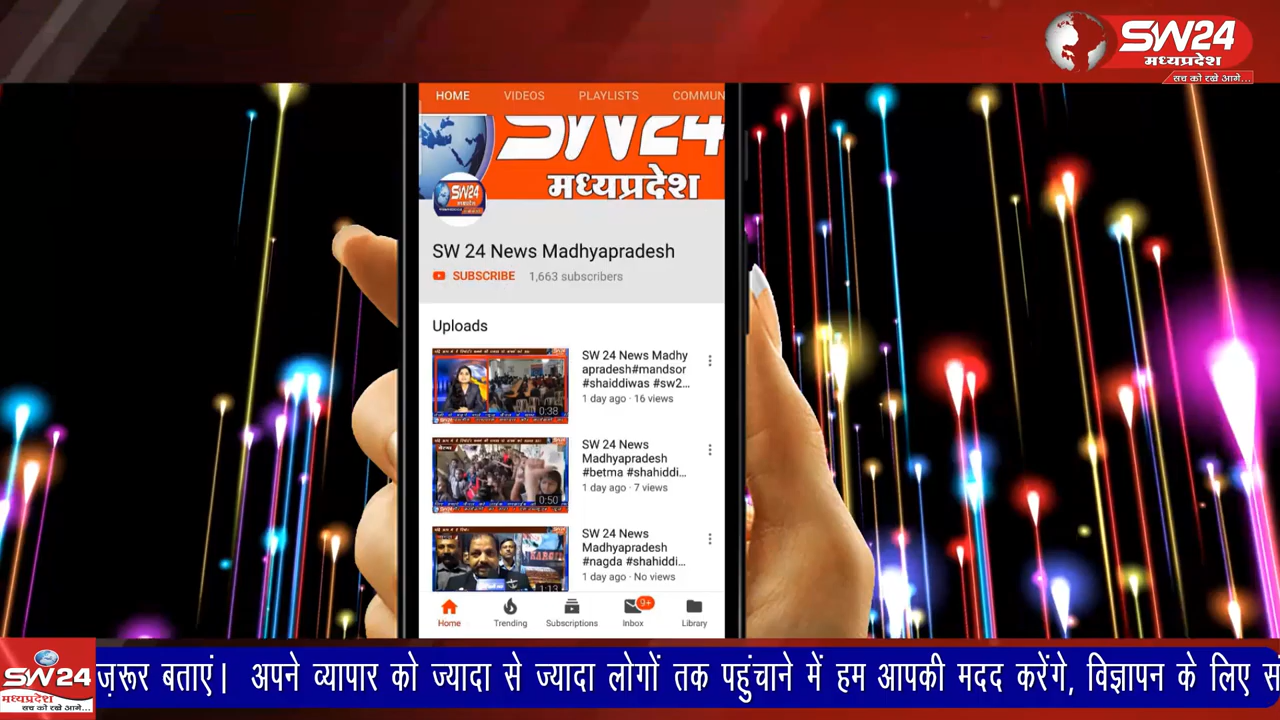 SW24
मध्यप्रदेश
सच को रखे आगे...
HOME VIDEOS PLAYLISTS COMMUN
SW24
मध्यप्रदेश
SW24
SW 24 News Madhyapradesh
SUBSCRIBE 1,663 subscribers
Uploads
SW 24 News Madhy
apradesh#mandsor
#shaiddiwas #sw2...
1 day ago · 16 views
0:38
SW 24 News
Madhyapradesh
#betma #shahiddi...
1 day ago · 7 views
0:50
SW 24 News
Madhyapradesh
#nagda #shahiddi...
1 day ago · No views
1:13
9+
Home Trending Subscriptions Inbox Library
SW24
मध्यप्रदेश
सच को रखे आगे...
ज़रूर बताएं। अपने व्यापार को ज्यादा से ज्यादा लोगों तक पहुंचाने में हम आपकी मदद करेंगे, विज्ञापन के लिए सं